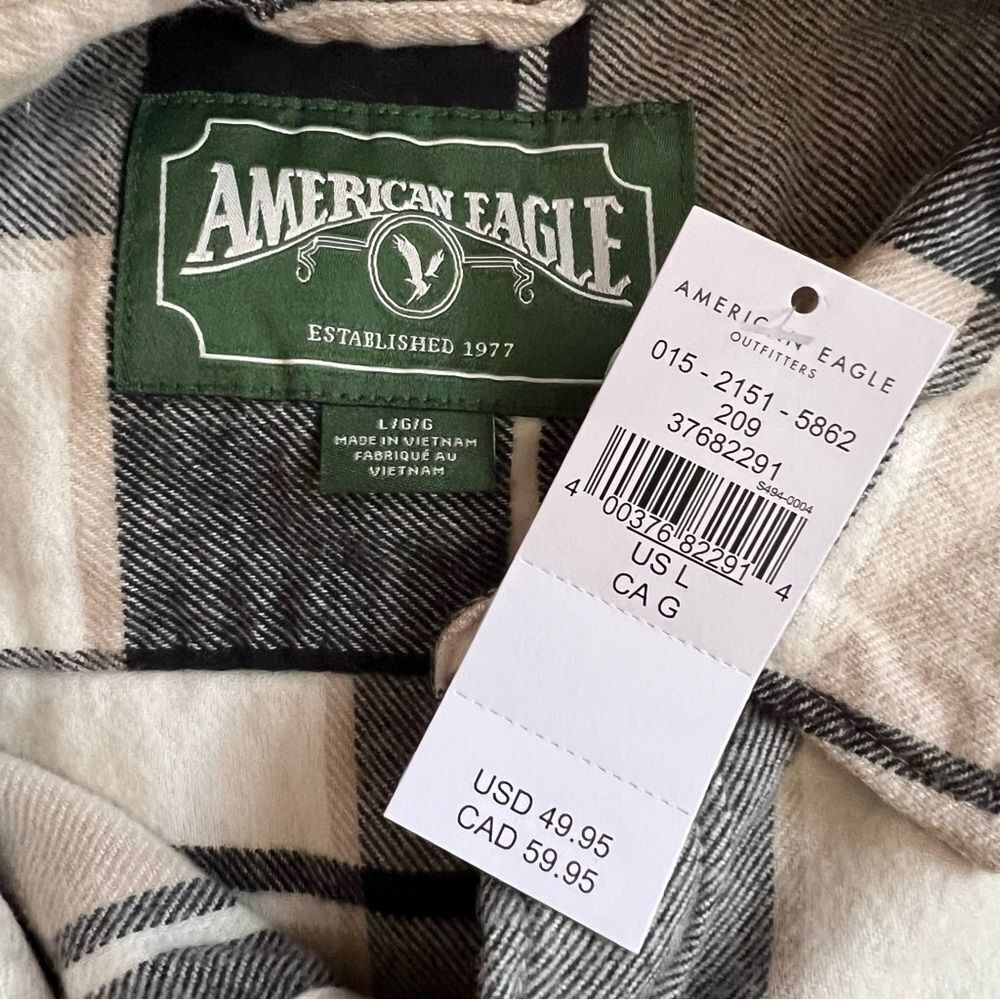 AMERICAN EAGLE
ESTABLISHED 1977
L/G/G
MADE IN VIETNAM
FABRIQUÉ AU
VIETNAM
AMERICAN EAGLE
OUTFITTERS
015 - 2151 - 5862
209
37682291
S494-0004
4 00376 82291 4
US L
CA G
USD 49.95
CAD 59.95